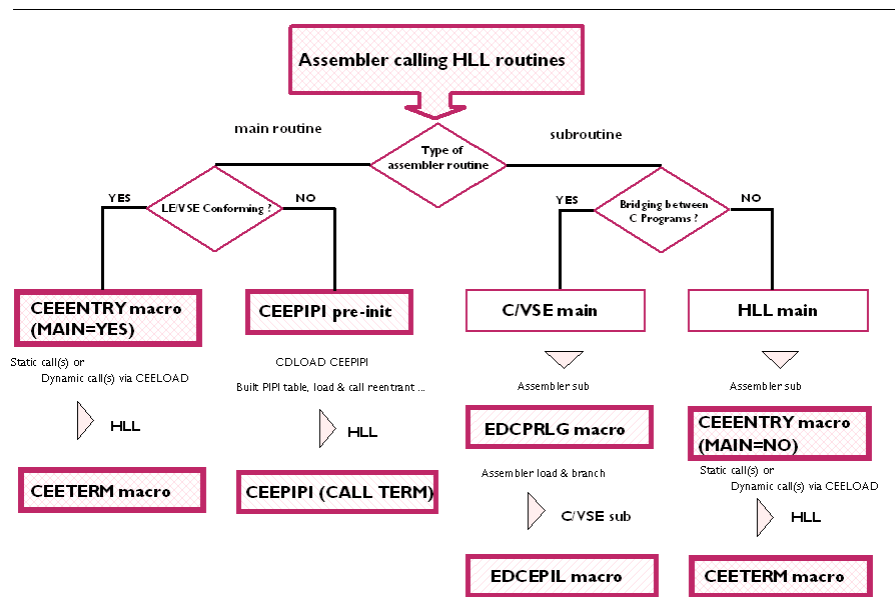 Assembler calling HLL routines
main routine
subroutine
Type of
assembler routine
YES
LE/VSE Conforming ?
NO
YES
Bridging between
C Programs ?
NO
CEEENTRY macro
(MAIN=YES)
CEEPIPI pre-init
C/VSE main
HLL main
Static call(s) or
Dynamic call(s) via CEELOAD
CDLOAD CEEPIPI
Built PIPI table, load & call reentrant ...
Assembler sub
Assembler sub
HLL
HLL
EDCPRLG macro
CEEENTRY macro
(MAIN=NO)
CEETERM macro
CEEPIPI (CALL TERM)
Assembler load & branch
Static call(s) or
Dynamic call(s) via CEELOAD
C/VSE sub
HLL
EDCEPIL macro
CEETERM macro